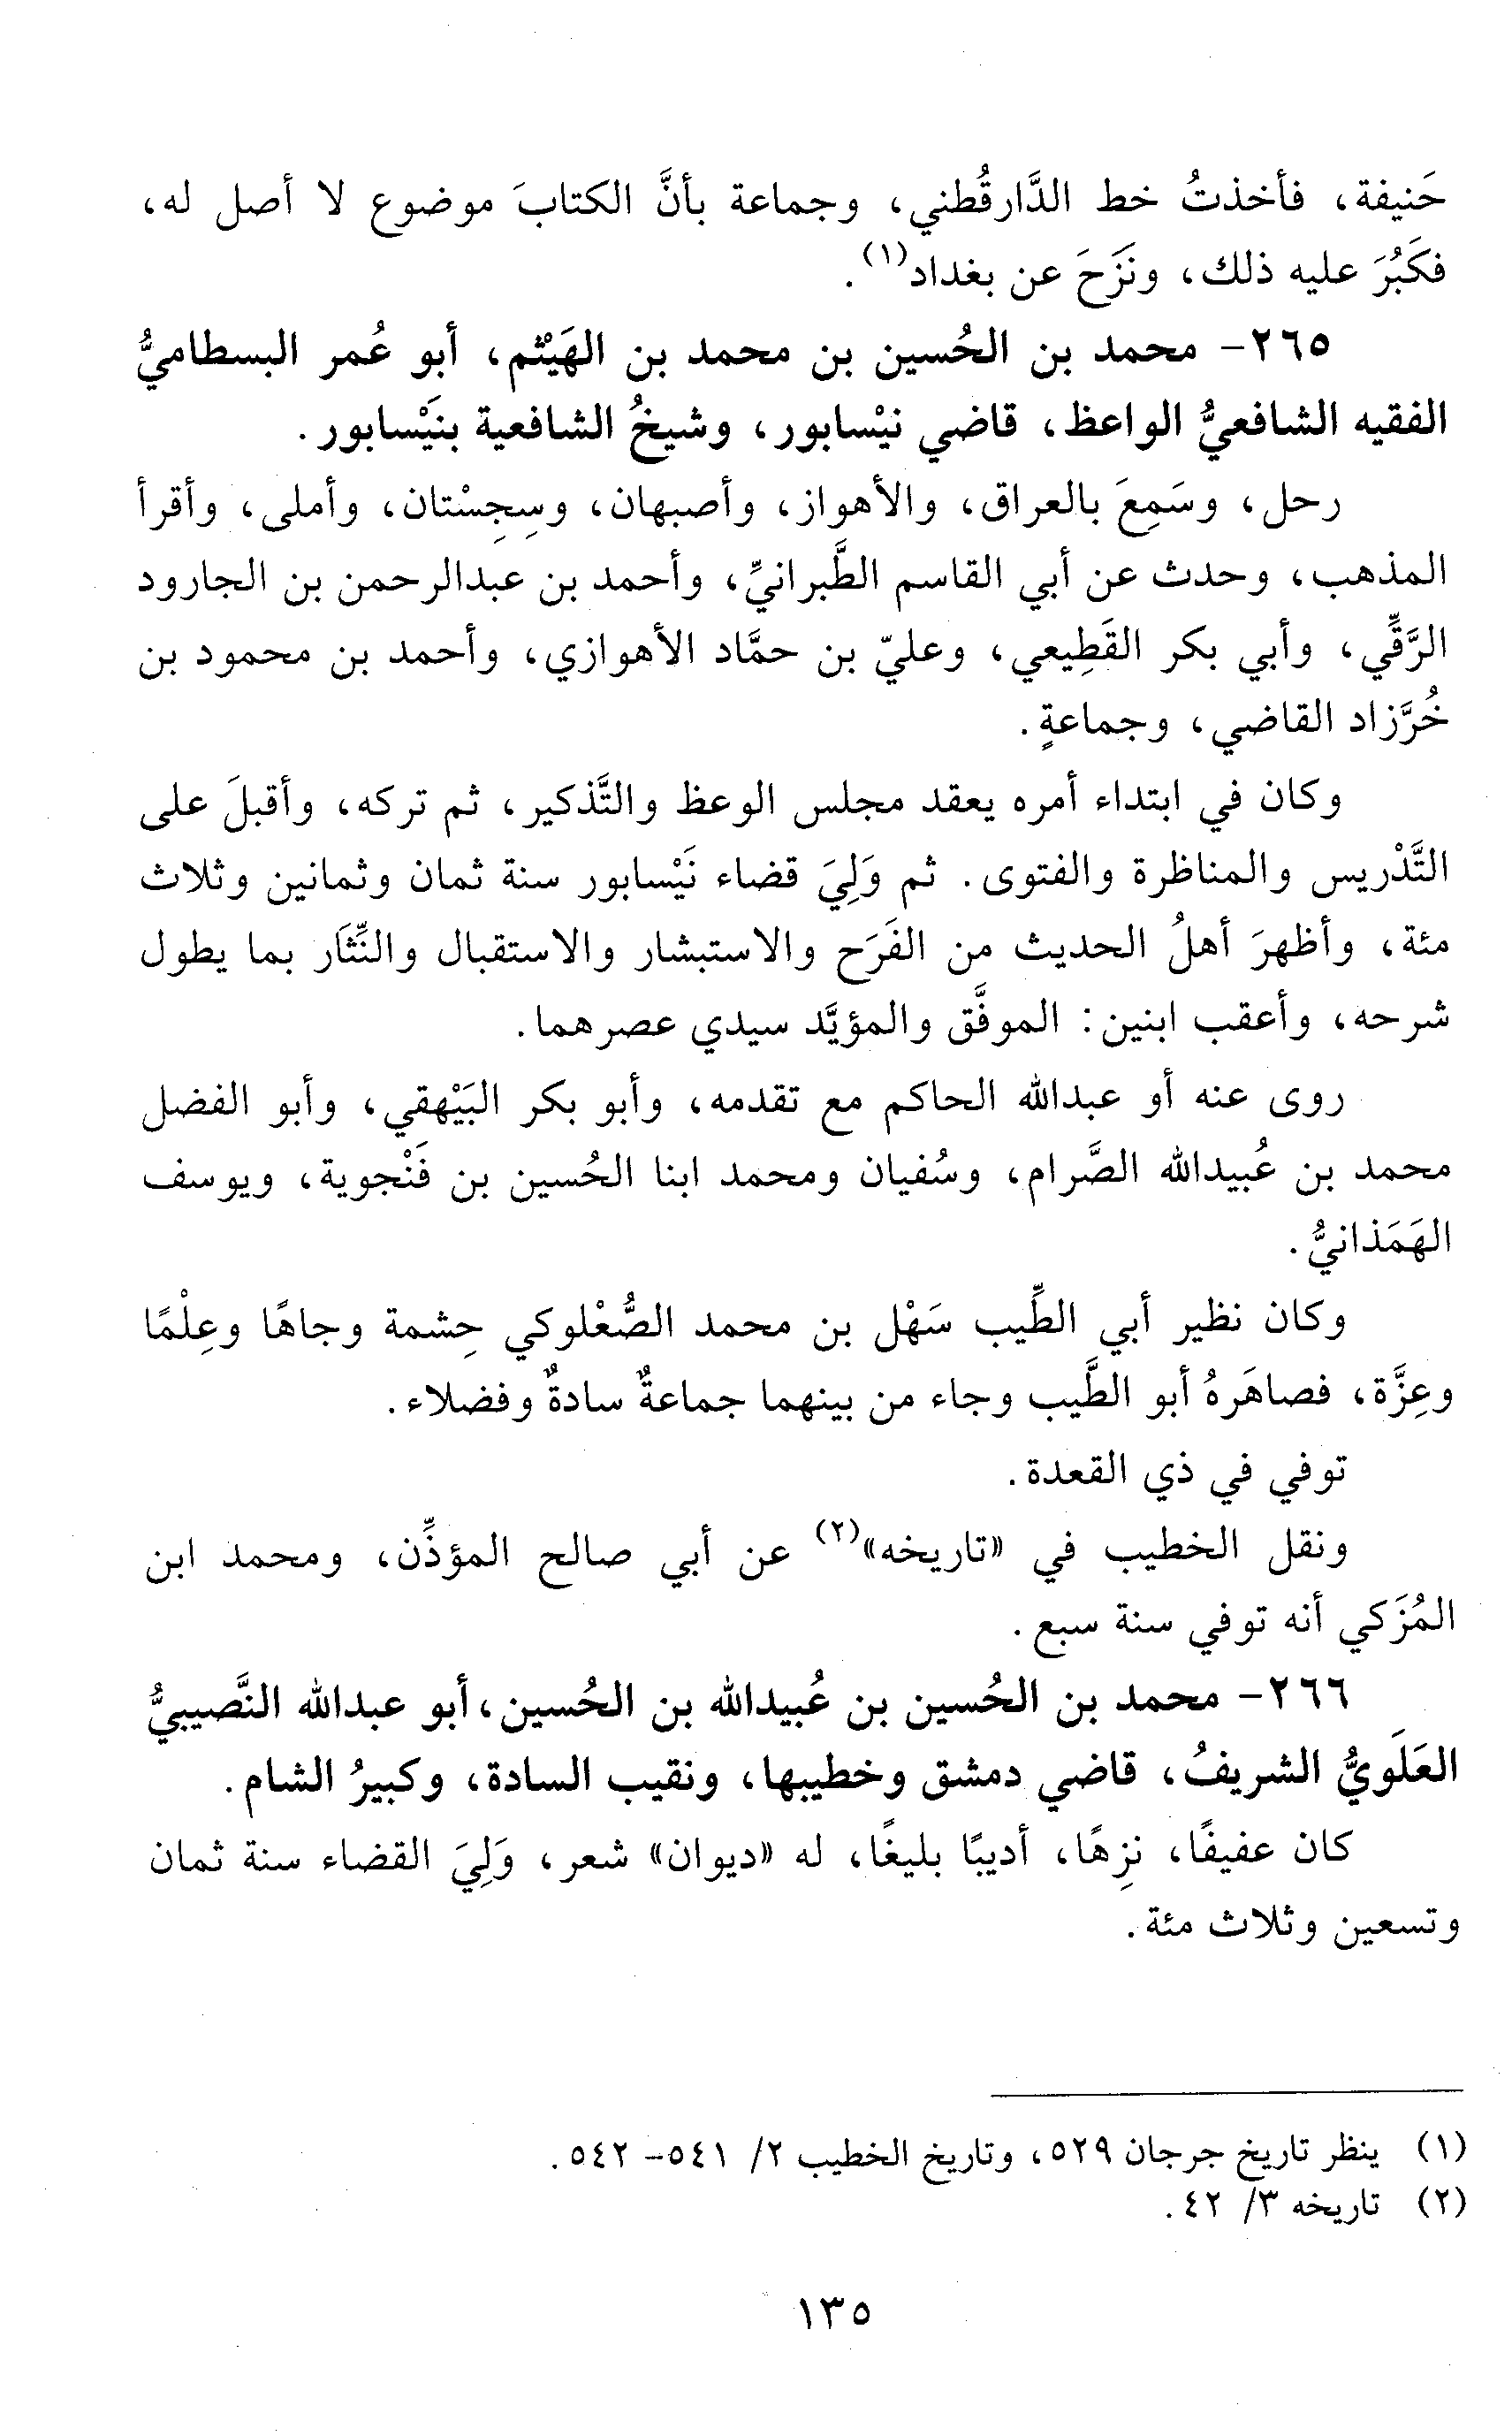 حَنيفة، فأخذتُ خط الدَّارقُطني، وجماعة بأنَّ الكتابَ موضوع لا أصل له،
فكَبُرَ عليه ذلك، ونَزَحَ عن بغداد(١).
٢٦٥- محمد بن الحُسين بن محمد بن الهَيْثم، أبو عُمر البسطاميُّ
الفقيه الشافعيُّ الواعظ، قاضي نيْسابور، وشيخُ الشافعية بنَيْسابور.
رحل، وسَمِعَ بالعراق، والأهواز، وأصبهان، وسِجِسْتان، وأملى، وأقرأ
المذهب، وحدث عن أبي القاسم الطَّبرانيِّ، وأحمد بن عبدالرحمن بن الجارود
الرَّقِّي، وأبي بكر القَطِيعي، وعليّ بن حمَّاد الأهوازي، وأحمد بن محمود بن
خُرَّزاد القاضي، وجماعةٍ.
وكان في ابتداء أمره يعقد مجلس الوعظ والتَّذكير، ثم تركه، وأقبلَ على
التَّدْريس والمناظرة والفتوى. ثم وَلِيَ قضاء نَيْسابور سنة ثمان وثمانين وثلاث
مئة، وأظهرَ أهلُ الحديث من الفَرَح والاستبشار والاستقبال والنِّثَار بما يطول
شرحه، وأعقب ابنين: الموفَّق والمؤيَّد سيدي عصرهما.
روى عنه أو عبدالله الحاكم مع تقدمه، وأبو بكر البَيْهقي، وأبو الفضل
محمد بن عُبيدالله الصَّرام، وسُفيان ومحمد ابنا الحُسين بن فَنْجوية، ويوسف
الهَمَذانيُّ.
وكان نظير أبي الطِّيب سَهْل بن محمد الصُّعْلوكي حِشمة وجاهًا وعِلْمًا
وعِزَّة، فصاهَرهُ أبو الطَّيب وجاء من بينهما جماعةٌ سادةٌ وفضلاء.
توفي في ذي القعدة.
ونقل الخطيب في «تاريخه»(٢) عن أبي صالح المؤذِّن، ومحمد ابن
المُزَكي أنه توفي سنة سبع.
٢٦٦- محمد بن الحُسين بن عُبيدالله بن الحُسين، أبو عبدالله النَّصيبيُّ
العَلَويُّ الشريفُ، قاضي دمشق وخطيبها، ونقيب السادة، وكبيرُ الشام.
كان عفيفًا، نزِهًا، أديبًا بليغًا، له «ديوان» شعر، وَلِيَ القضاء سنة ثمان
وتسعين وثلاث مئة.
(١) ينظر تاريخ جرجان ٥٢٩، وتاريخ الخطيب ٢/ ٥٤١- ٥٤٢.
(٢) تاريخه ٣/ ٤٢.
١٣٥